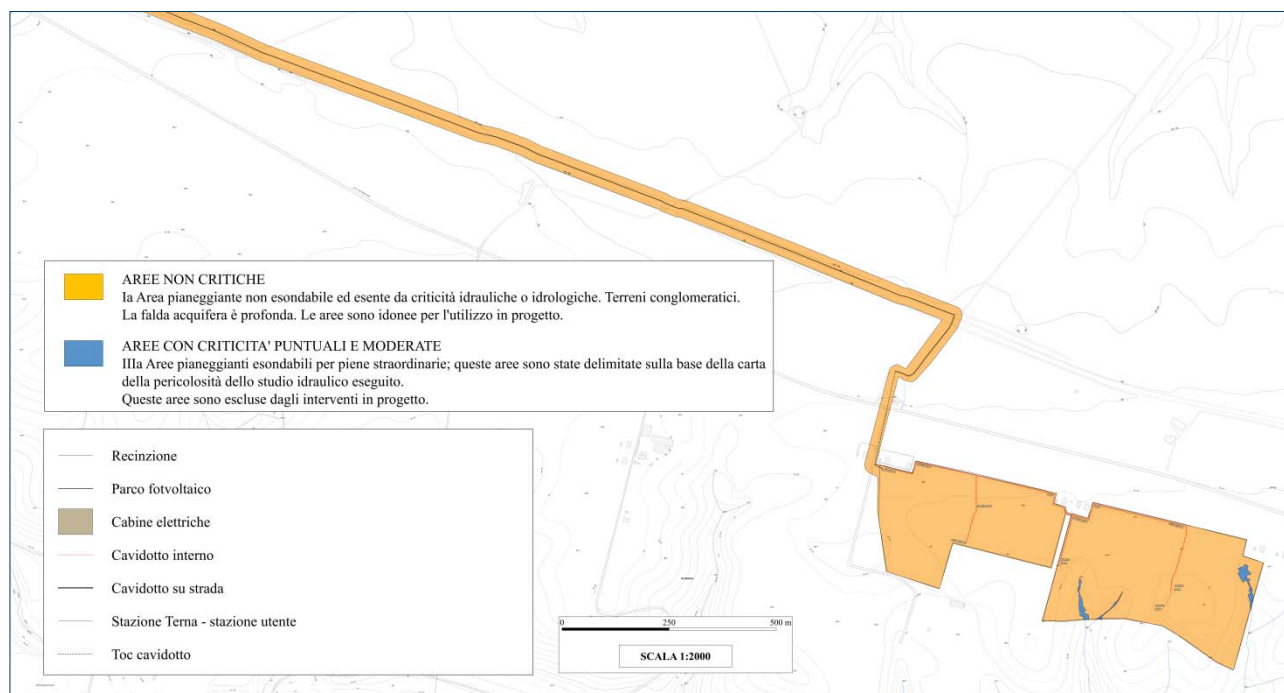 AREE NON CRITICHE
Ia Area pianeggiante non esondabile ed esente da criticità idrauliche o idrologiche. Terreni conglomeratici.
La falda acquifera è profonda. Le aree sono idonee per l'utilizzo in progetto.
AREE CON CRITICITA' PUNTUALI E MODERATE
IIIa Aree pianeggianti esondabili per piene straordinarie; queste aree sono state delimitate sulla base della carta
della pericolosità dello studio idraulico eseguito.
Queste aree sono escluse dagli interventi in progetto.
Recinzione
Parco fotvoltaico
Cabine elettriche
Cavidotto interno
Cavidotto su strada
Stazione Terna - stazione utente
Toc cavidotto
0 250 500 m
SCALA 1:2000